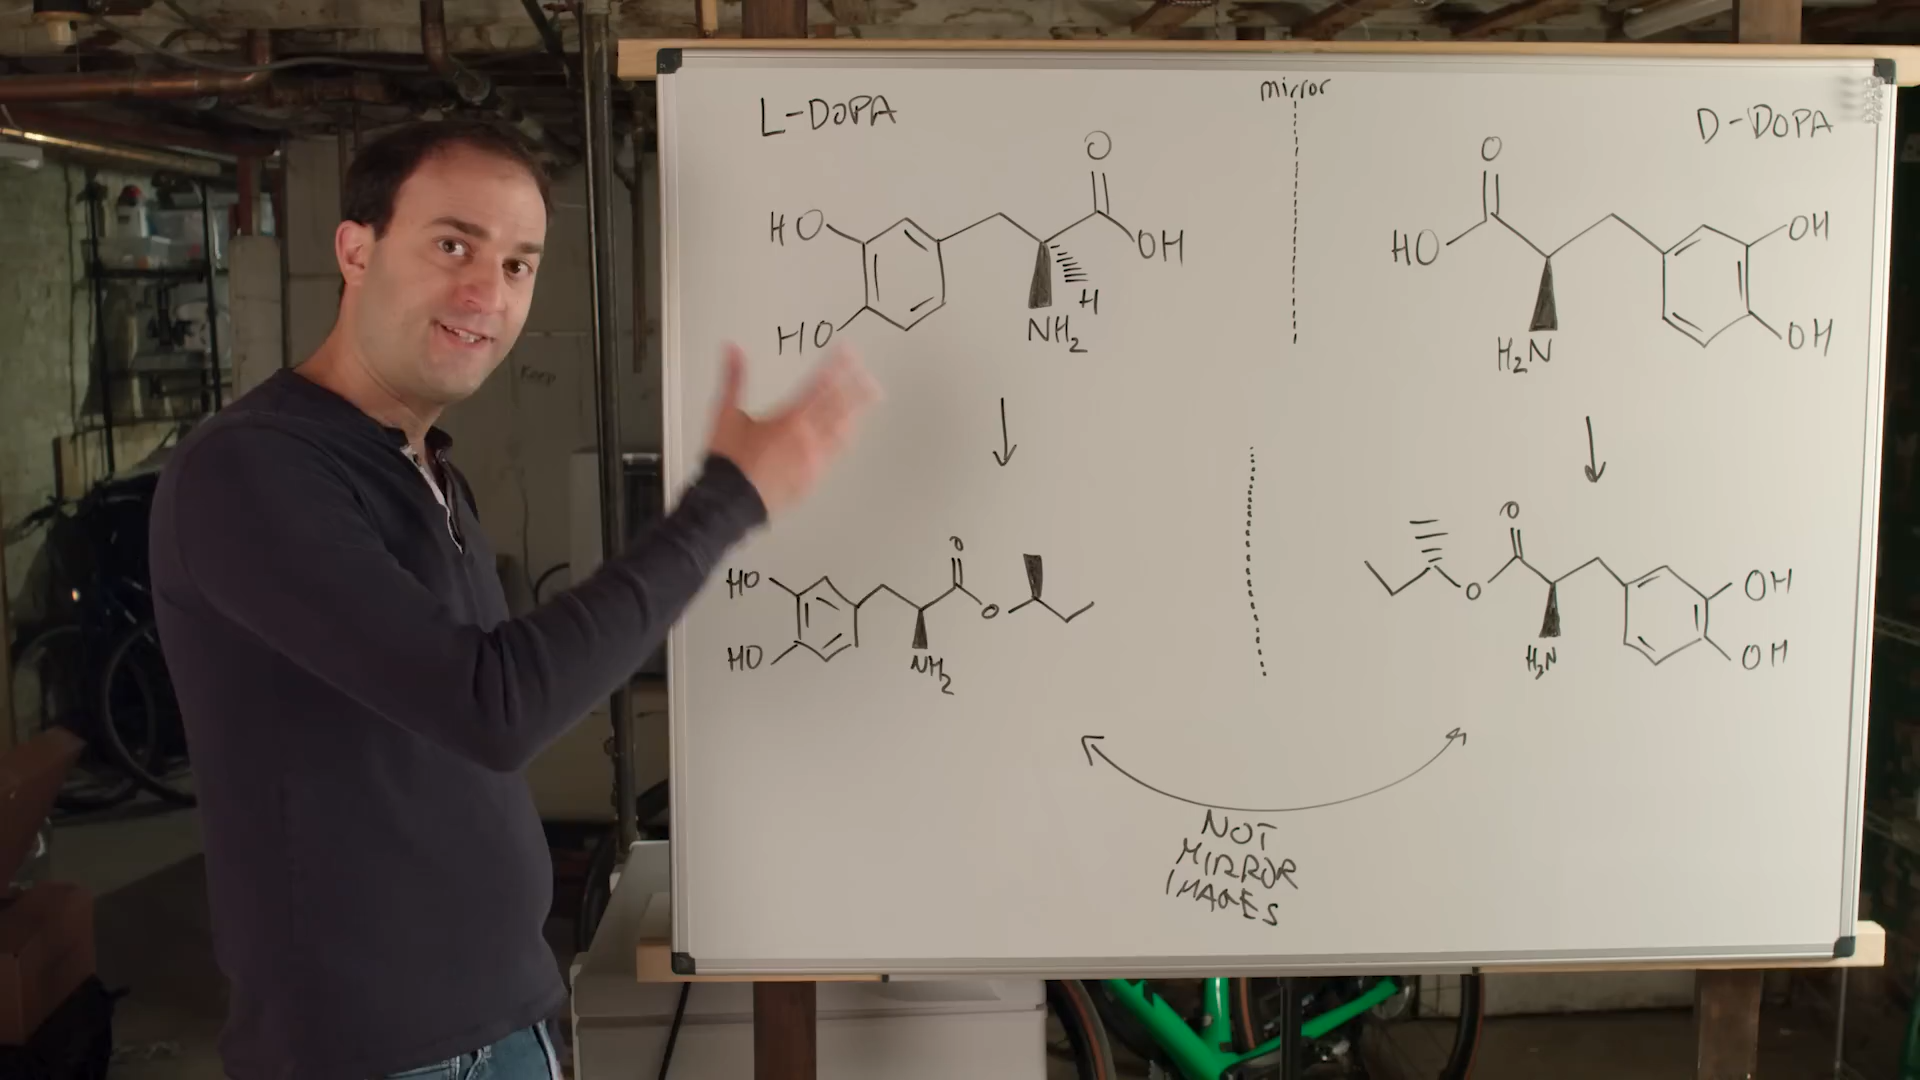 mirror
L-DOPA
D-DOPA
O
HO
OH
H
HO
NH2
O
HO
OH
OH
H2N
O
HO
O
HO
NH2
O
O
OH
OH
H2N
NOT
MIRROR
IMAGES
Keep